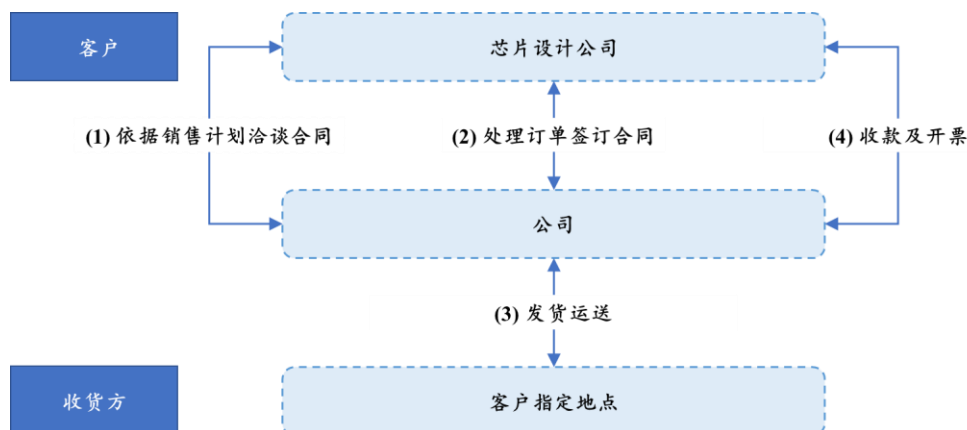 客户
芯片设计公司
(1) 依据销售计划洽谈合同
(2) 处理订单签订合同
(4) 收款及开票
公司
(3) 发货运送
收货方
客户指定地点